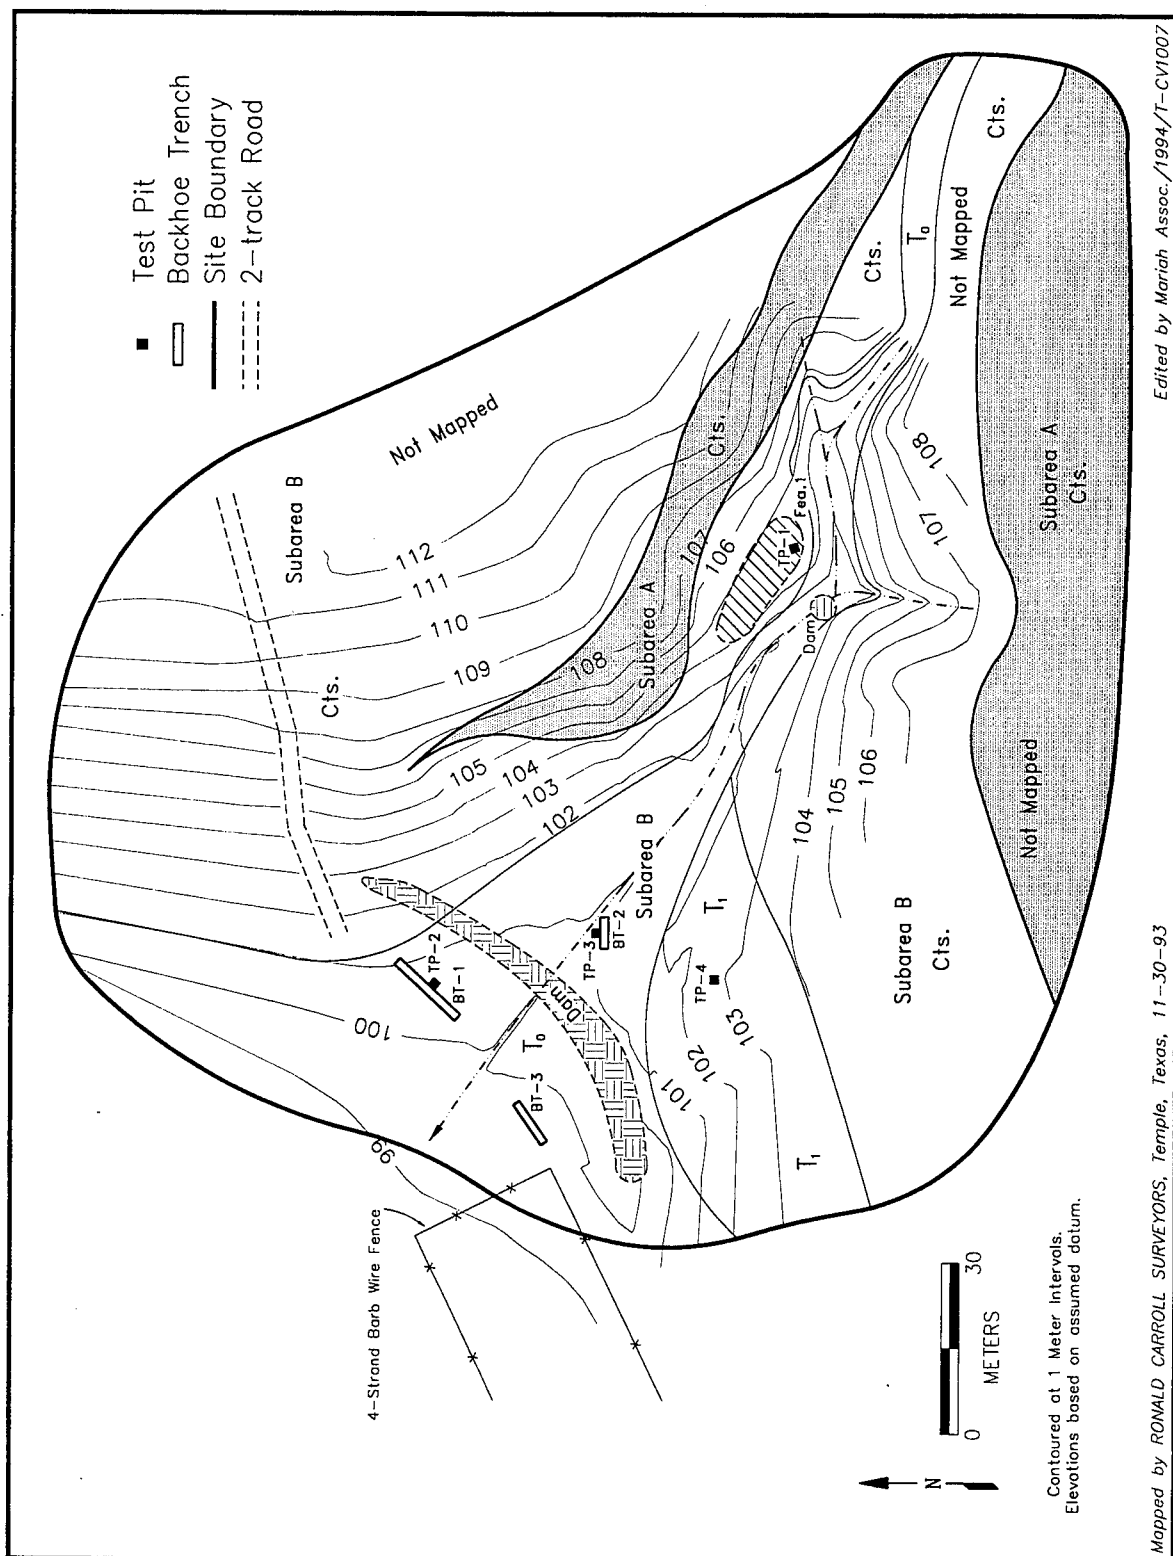 Test Pit
Backhoe Trench
Site Boundary
2-track Road
Subarea B
Not Mapped
112
111
110
109
108
Cts.
Cts.
Subarea A
107
106
105
104
103
102
Fea.1
TP-1
Dam
Cts.
T₀
Not Mapped
Cts.
108
107
Subarea A
Cts.
Not Mapped
106
105
104
Subarea B
Cts.
Subarea B
T₁
TP-4
103
102
101
T₁
TP-3
BT-2
TP-2
BT-1
Dam
T₀
BT-3
100
99
4-Strand Barb Wire Fence
0
30
METERS
N
Contoured at 1 Meter Intervals.
Elevations based on assumed datum.
Mapped by RONALD CARROLL SURVEYORS, Temple, Texas, 11-30-93
Edited by Mariah Assoc./1994/T-CV1007